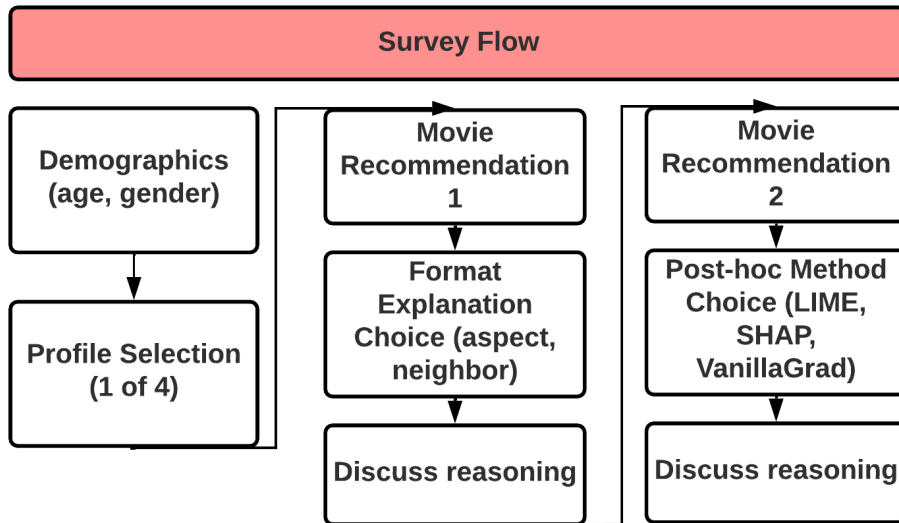 Survey Flow
Demographics
(age, gender)
Profile Selection
(1 of 4)
Movie
Recommendation
1
Format
Explanation
Choice (aspect,
neighbor)
Discuss reasoning
Movie
Recommendation
2
Post-hoc Method
Choice (LIME,
SHAP,
VanillaGrad)
Discuss reasoning